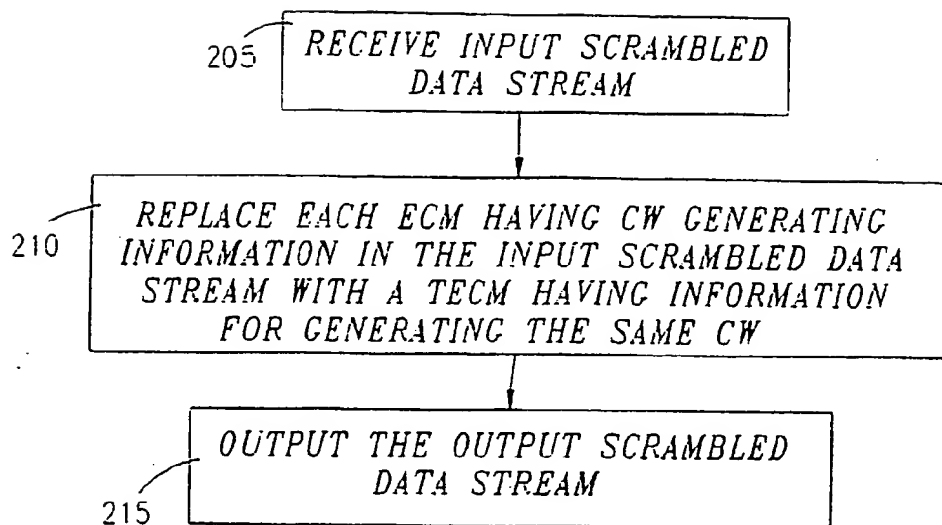 205
RECEIVE INPUT SCRAMBLED
DATA STREAM
210
REPLACE EACH ECM HAVING CW GENERATING
INFORMATION IN THE INPUT SCRAMBLED DATA
STREAM WITH A TECM HAVING INFORMATION
FOR GENERATING THE SAME CW
OUTPUT THE OUTPUT SCRAMBLED
DATA STREAM
215